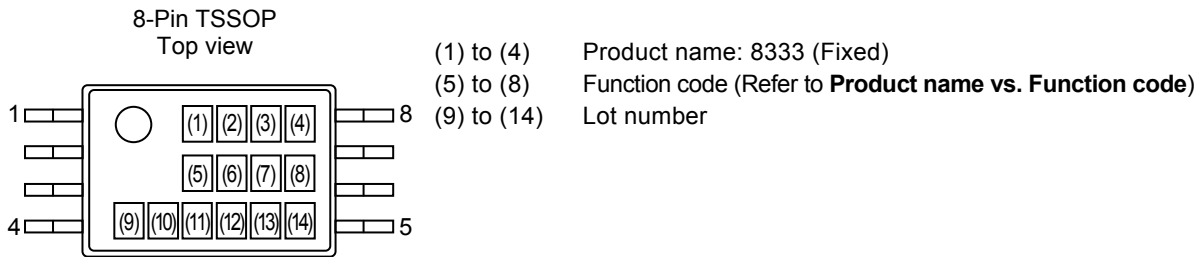 8-Pin TSSOP
Top view
(1) to (4) Product name: 8333 (Fixed)
(5) to (8) Function code (Refer to Product name vs. Function code)
(9) to (14) Lot number
1 8
(1) (2) (3) (4)
(5) (6) (7) (8)
4 (9) (10) (11) (12) (13) (14) 5